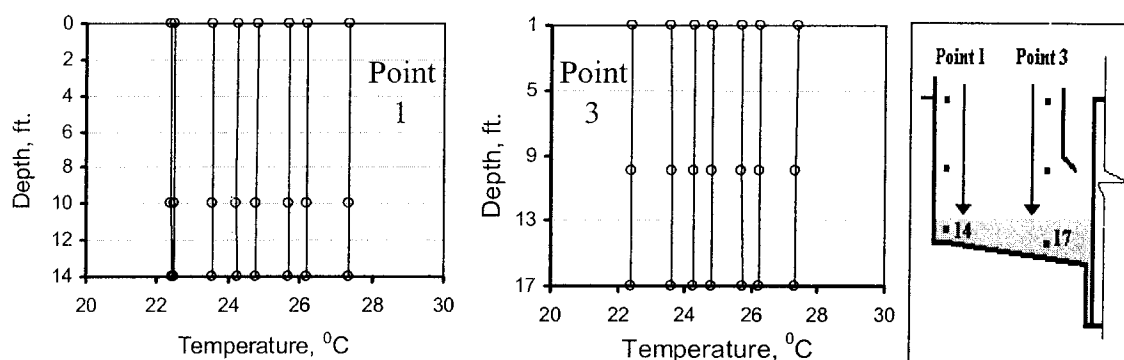 0
2
4
6
8
10
12
14
Depth, ft.
Point
1
20 22 24 26 28 30
Temperature, ⁰C
1
5
9
13
17
Depth, ft.
Point
3
20 22 24 26 28 30
Temperature, ⁰C
Point 1 Point 3
14 17